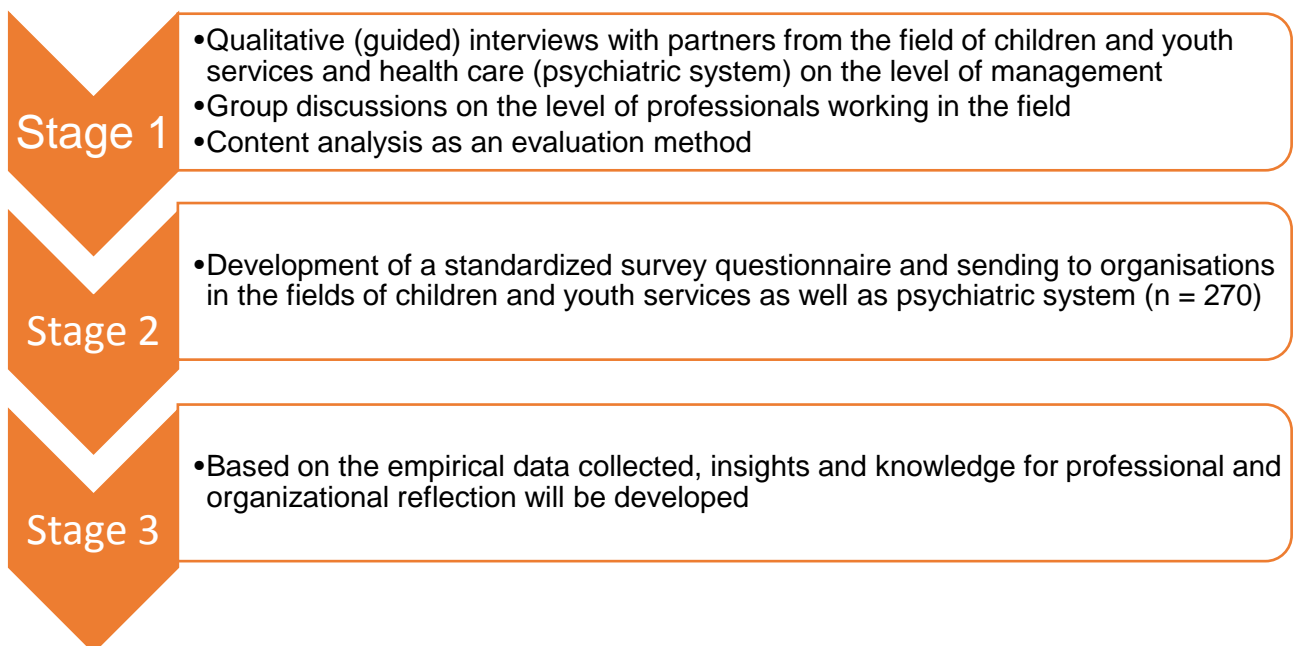 Stage 1
•Qualitative (guided) interviews with partners from the field of children and youth
services and health care (psychiatric system) on the level of management
•Group discussions on the level of professionals working in the field
•Content analysis as an evaluation method
Stage 2
•Development of a standardized survey questionnaire and sending to organisations
in the fields of children and youth services as well as psychiatric system (n = 270)
Stage 3
•Based on the empirical data collected, insights and knowledge for professional and
organizational reflection will be developed